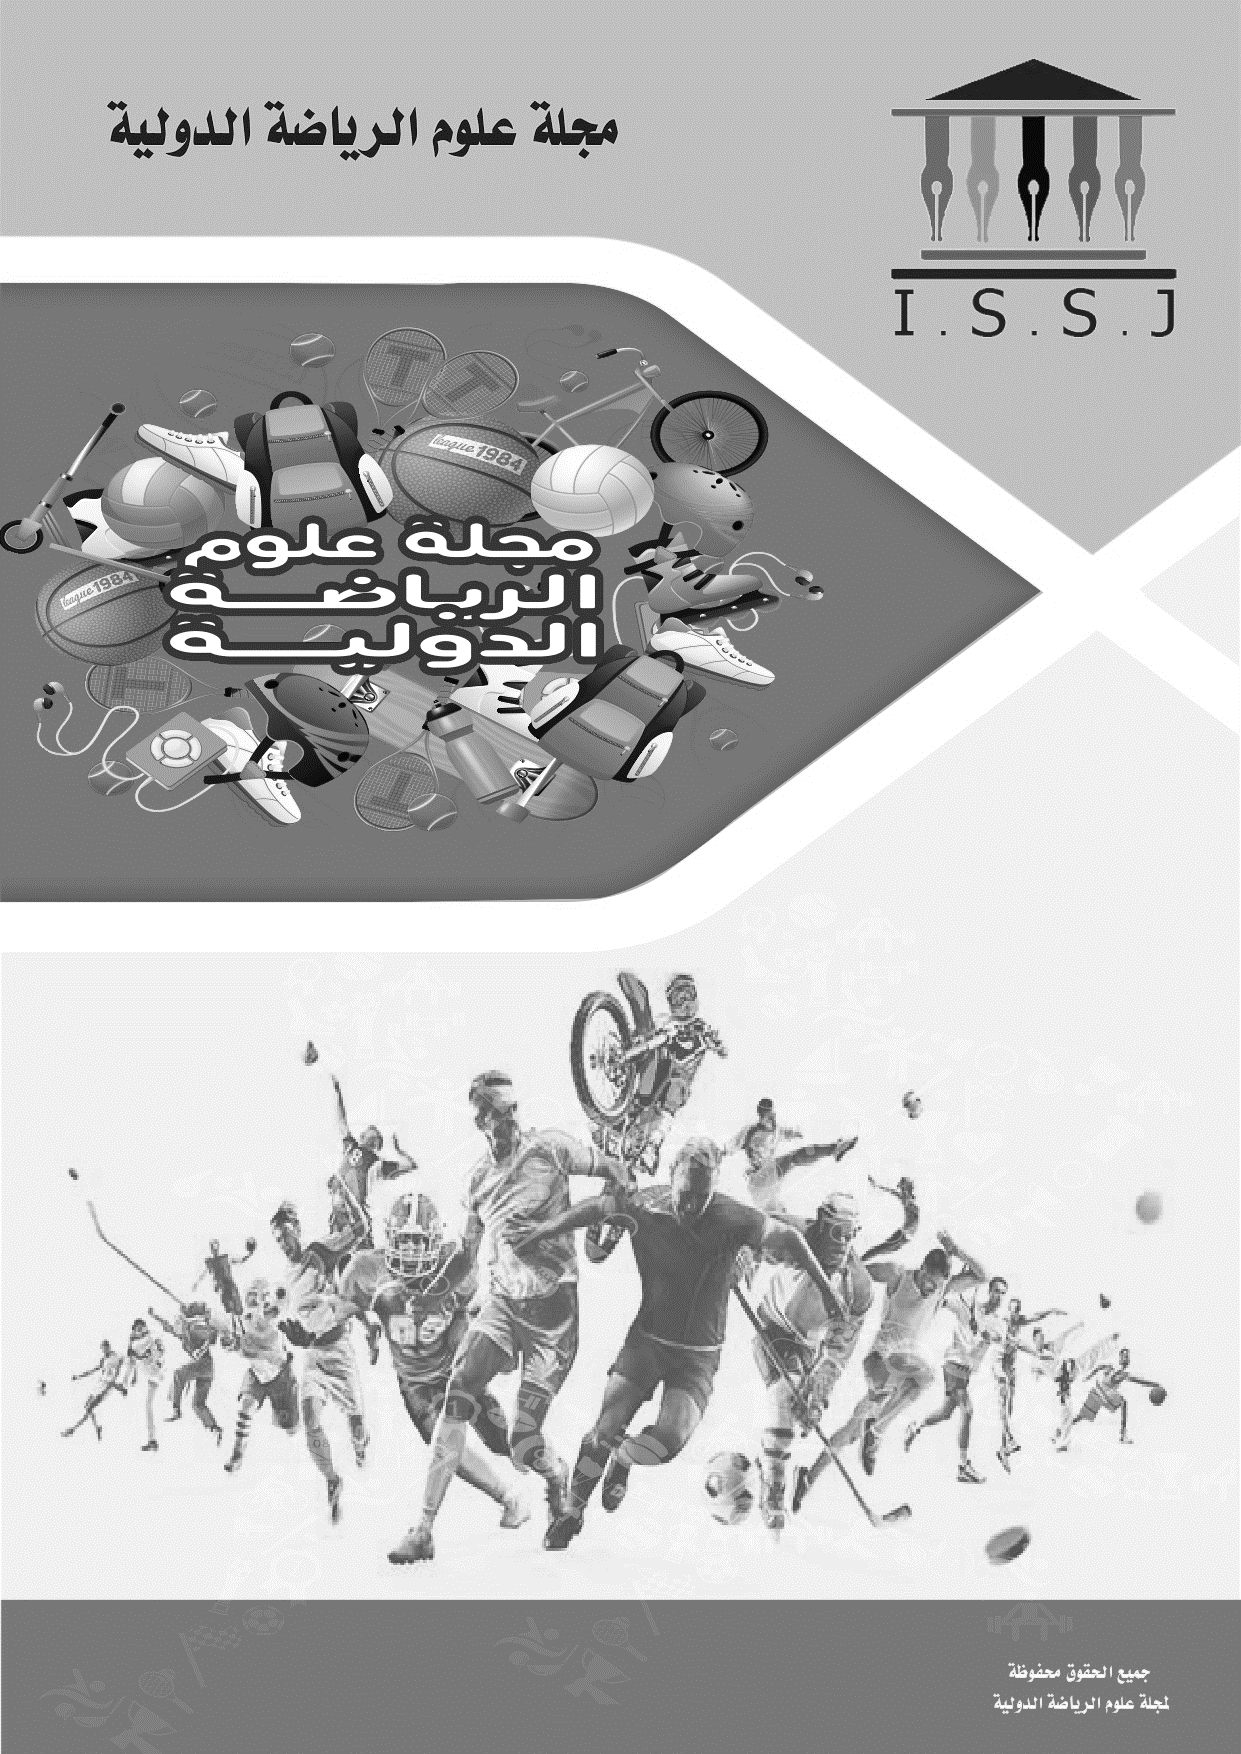 مجلة علوم الرياضة الدولية
I.S.S.J
league 1984
league 1984
مجلة علوم
الرياضة
الدولية
جميع الحقوق محفوظة
لمجلة علوم الرياضة الدولية